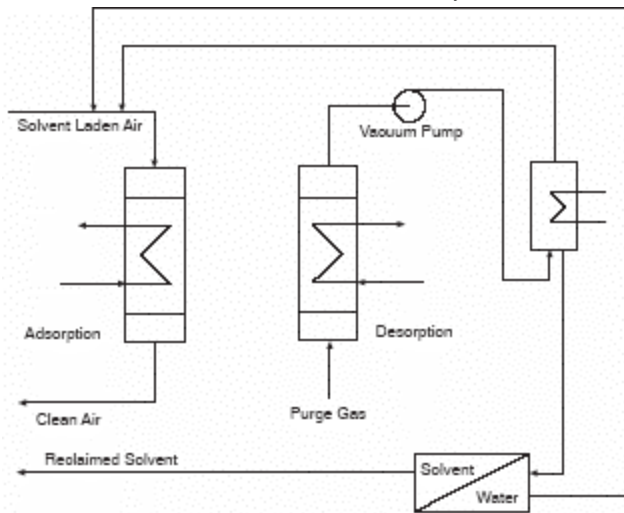 Solvent Laden Air
Vacuum Pump
Adsorption
Desorption
Clean Air
Purge Gas
Reclaimed Solvent
Solvent
Water